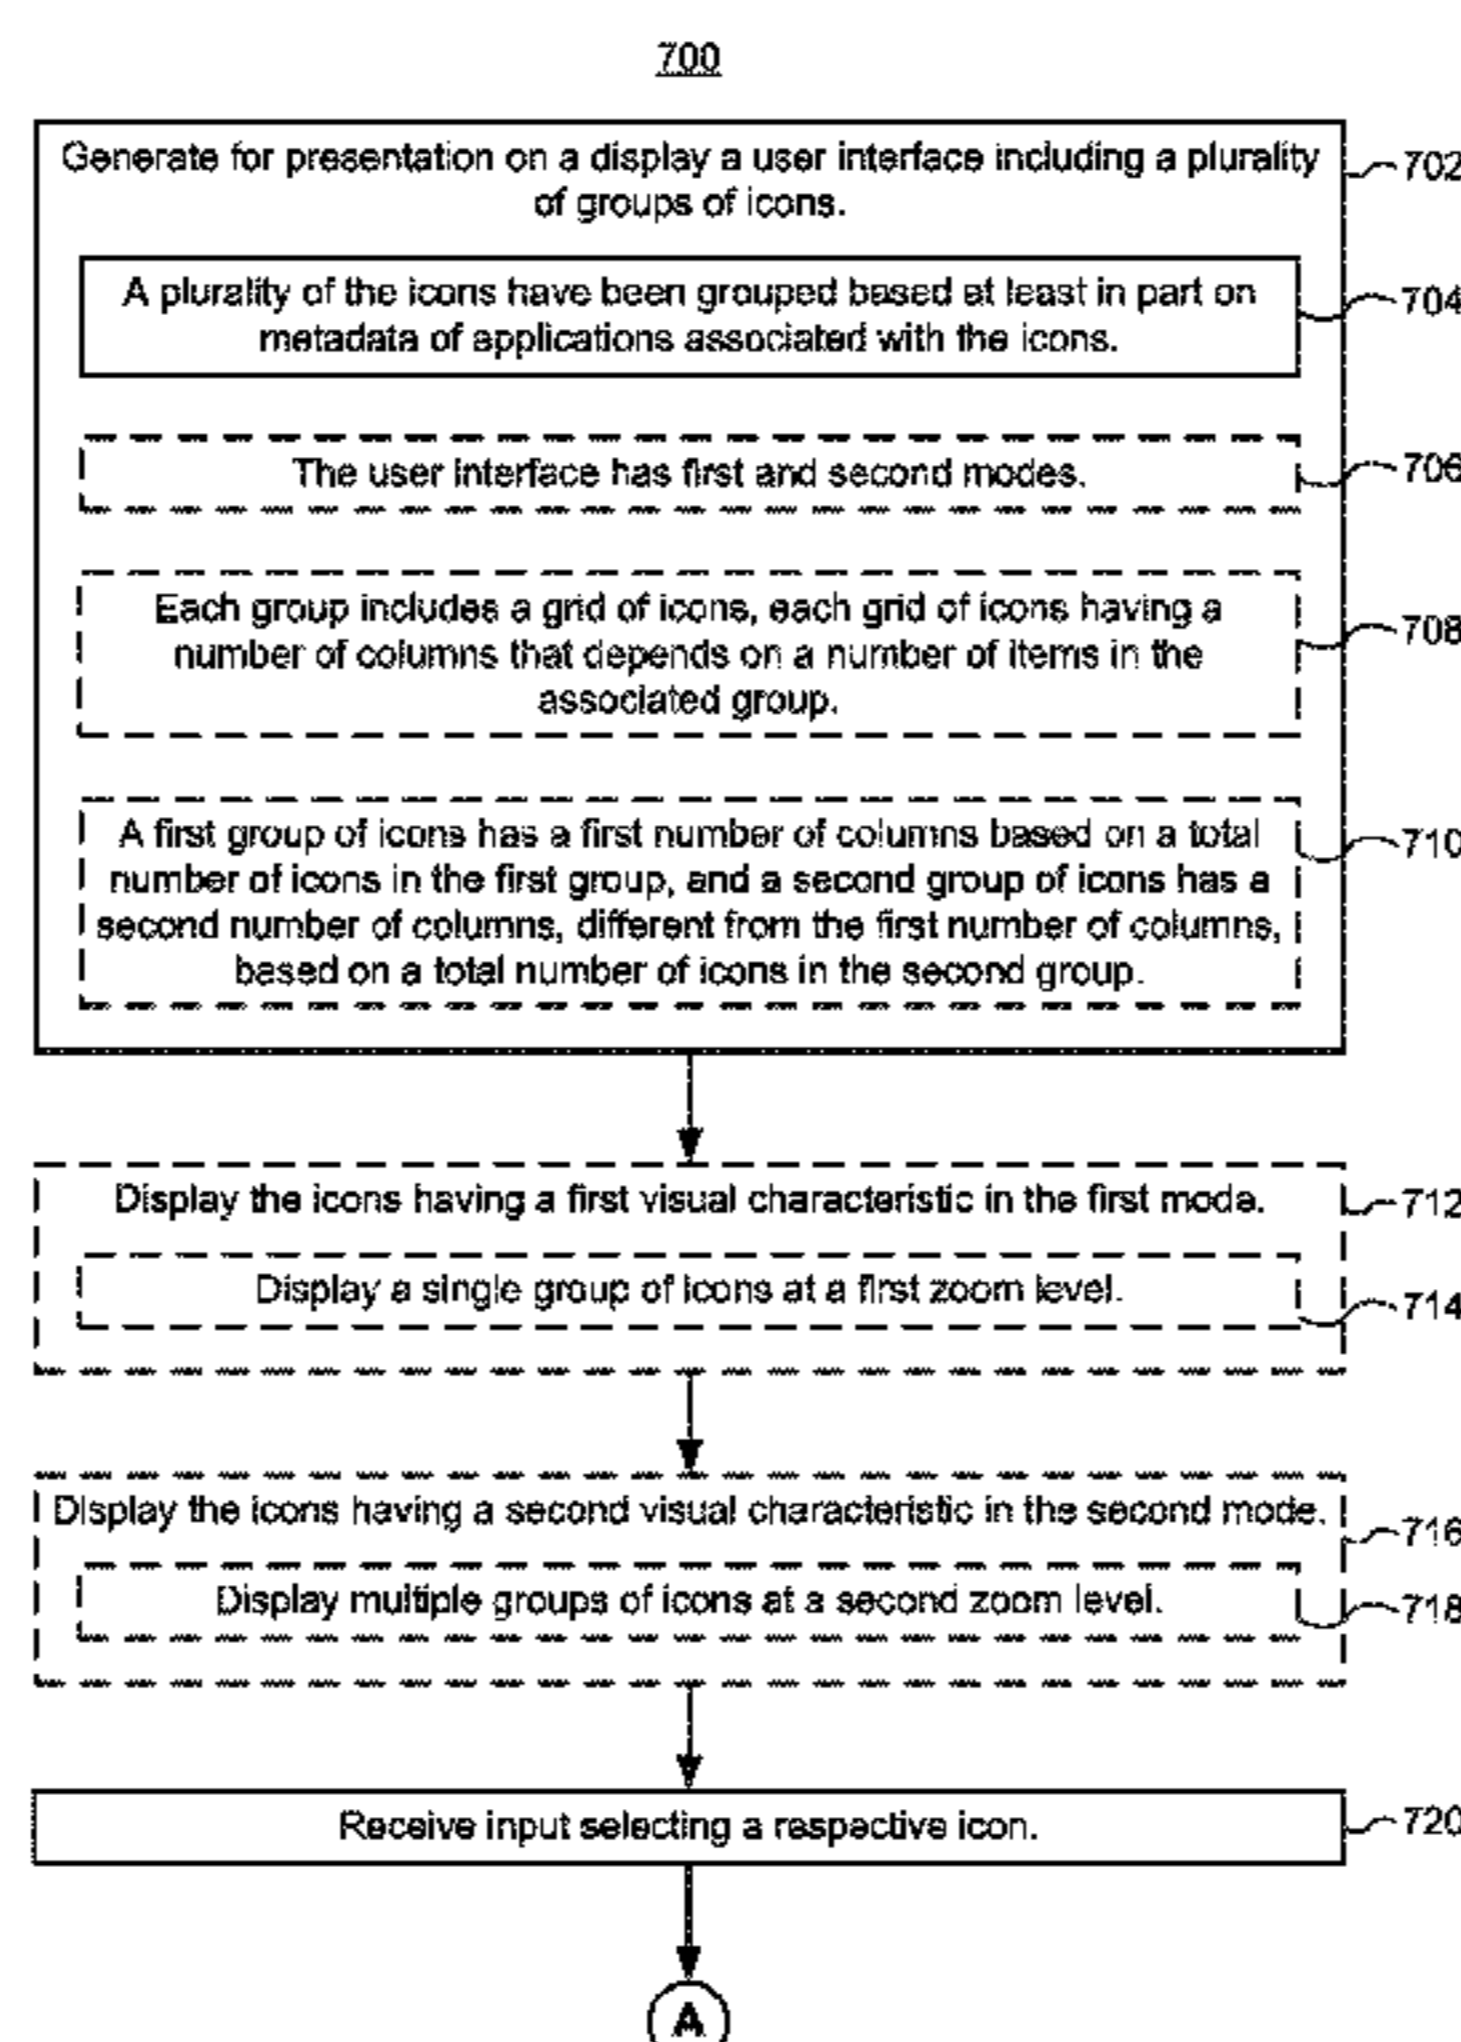 700
Generate for presentation on a display a user interface including a plurality
of groups of icons.
702
A plurality of the icons have been grouped based at least in part on
metadata of applications associated with the icons.
704
The user interface has first and second modes.
706
Each group includes a grid of icons, each grid of icons having a
number of columns that depends on a number of items in the
associated group.
708
A first group of icons has a first number of columns based on a total
number of icons in the first group, and a second group of icons has a
second number of columns, different from the first number of columns,
based on a total number of icons in the second group.
710
Display the icons having a first visual characteristic in the first mode.
712
Display a single group of icons at a first zoom level.
714
Display the icons having a second visual characteristic in the second mode.
716
Display multiple groups of icons at a second zoom level.
718
Receive input selecting a respective icon.
720
A